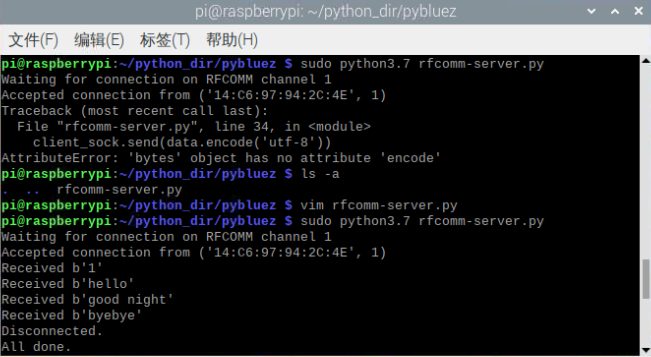 pi@raspberrypi: ~/python_dir/pybluez
文件(F) 编辑(E) 标签(T) 帮助(H)
pi@raspberrypi:~/python_dir/pybluez $ sudo python3.7 rfcomm-server.py
Waiting for connection on RFCOMM channel 1
Accepted connection from ('14:C6:97:94:2C:4E', 1)
Traceback (most recent call last):
  File "rfcomm-server.py", line 34, in <module>
    client_sock.send(data.encode('utf-8'))
AttributeError: 'bytes' object has no attribute 'encode'
pi@raspberrypi:~/python_dir/pybluez $ ls -a
.  ..  rfcomm-server.py
pi@raspberrypi:~/python_dir/pybluez $ vim rfcomm-server.py
pi@raspberrypi:~/python_dir/pybluez $ sudo python3.7 rfcomm-server.py
Waiting for connection on RFCOMM channel 1
Accepted connection from ('14:C6:97:94:2C:4E', 1)
Received b'1'
Received b'hello'
Received b'good night'
Received b'byebye'
Disconnected.
All done.